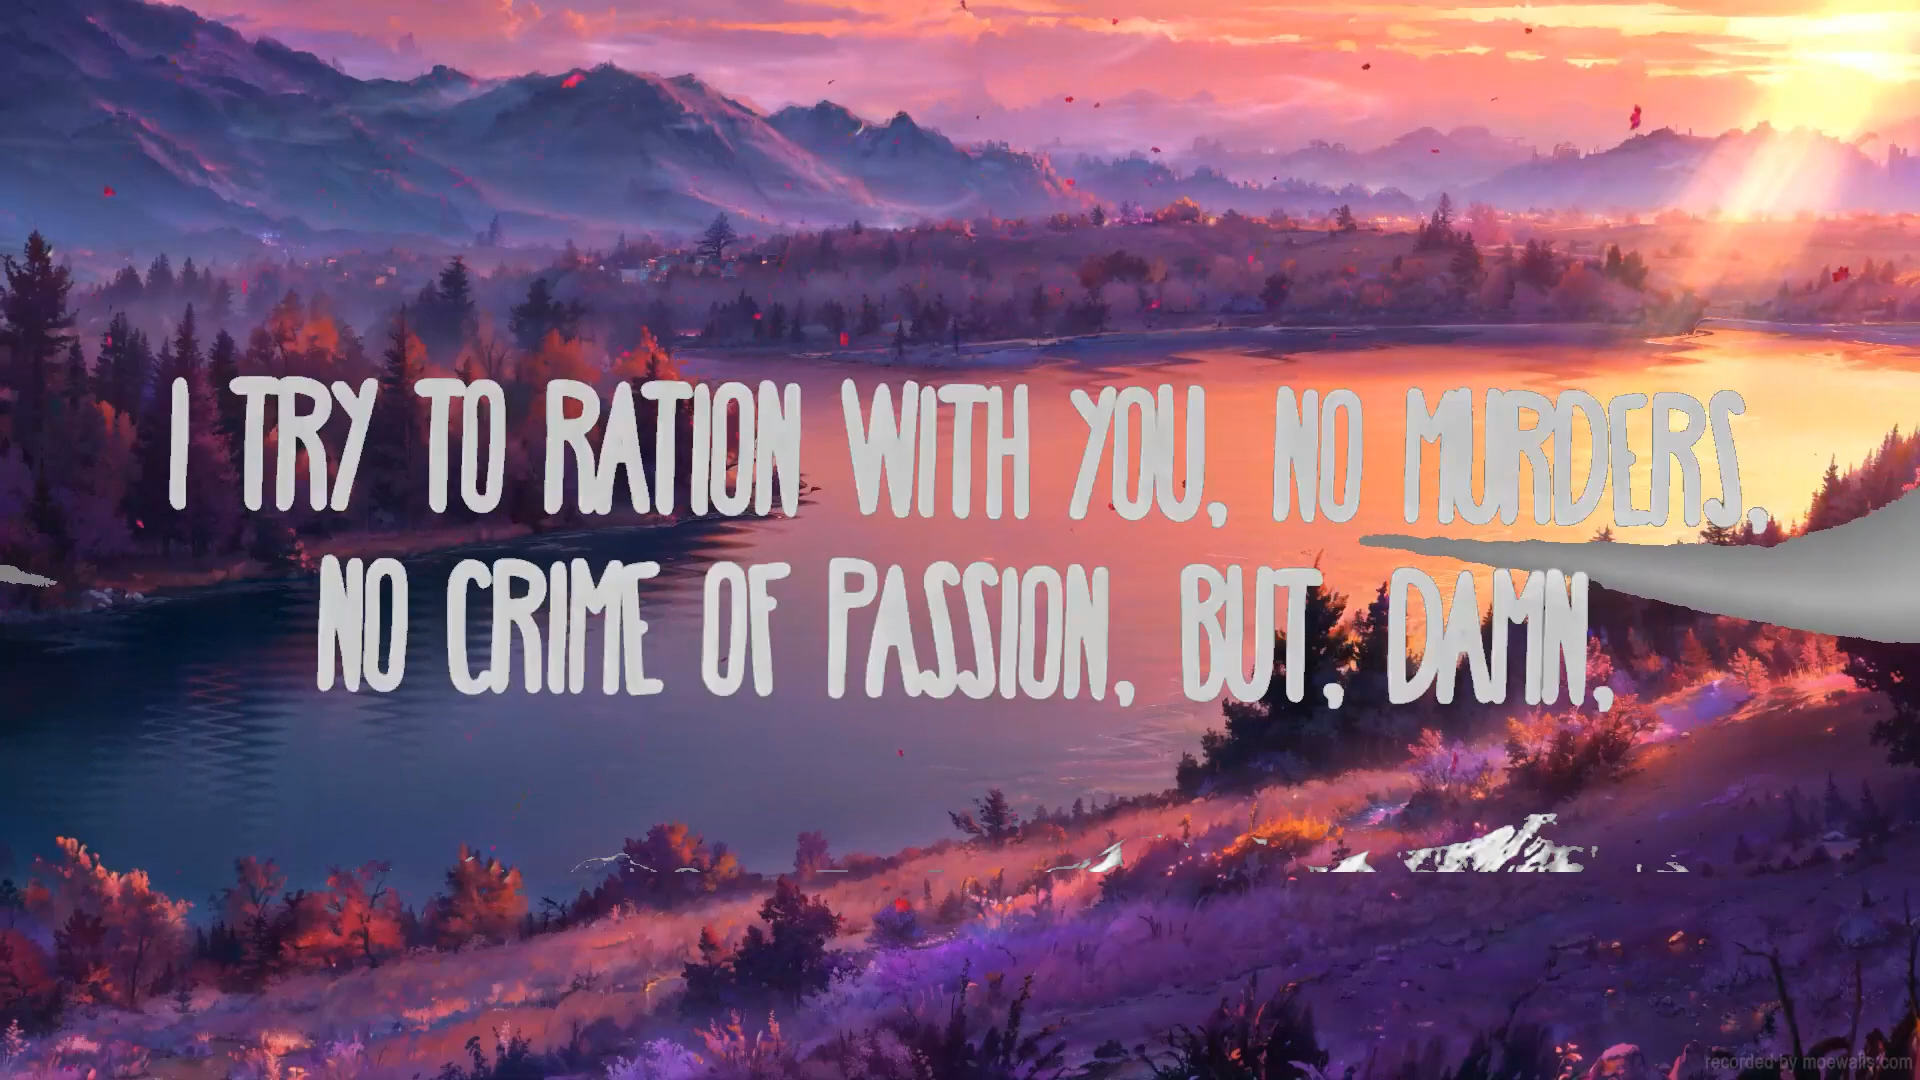 I TRY TO RATION WITH YOU, NO MURDERS,
NO CRIME OF PASSION, BUT, DAMN,
recorded by moewalls.com